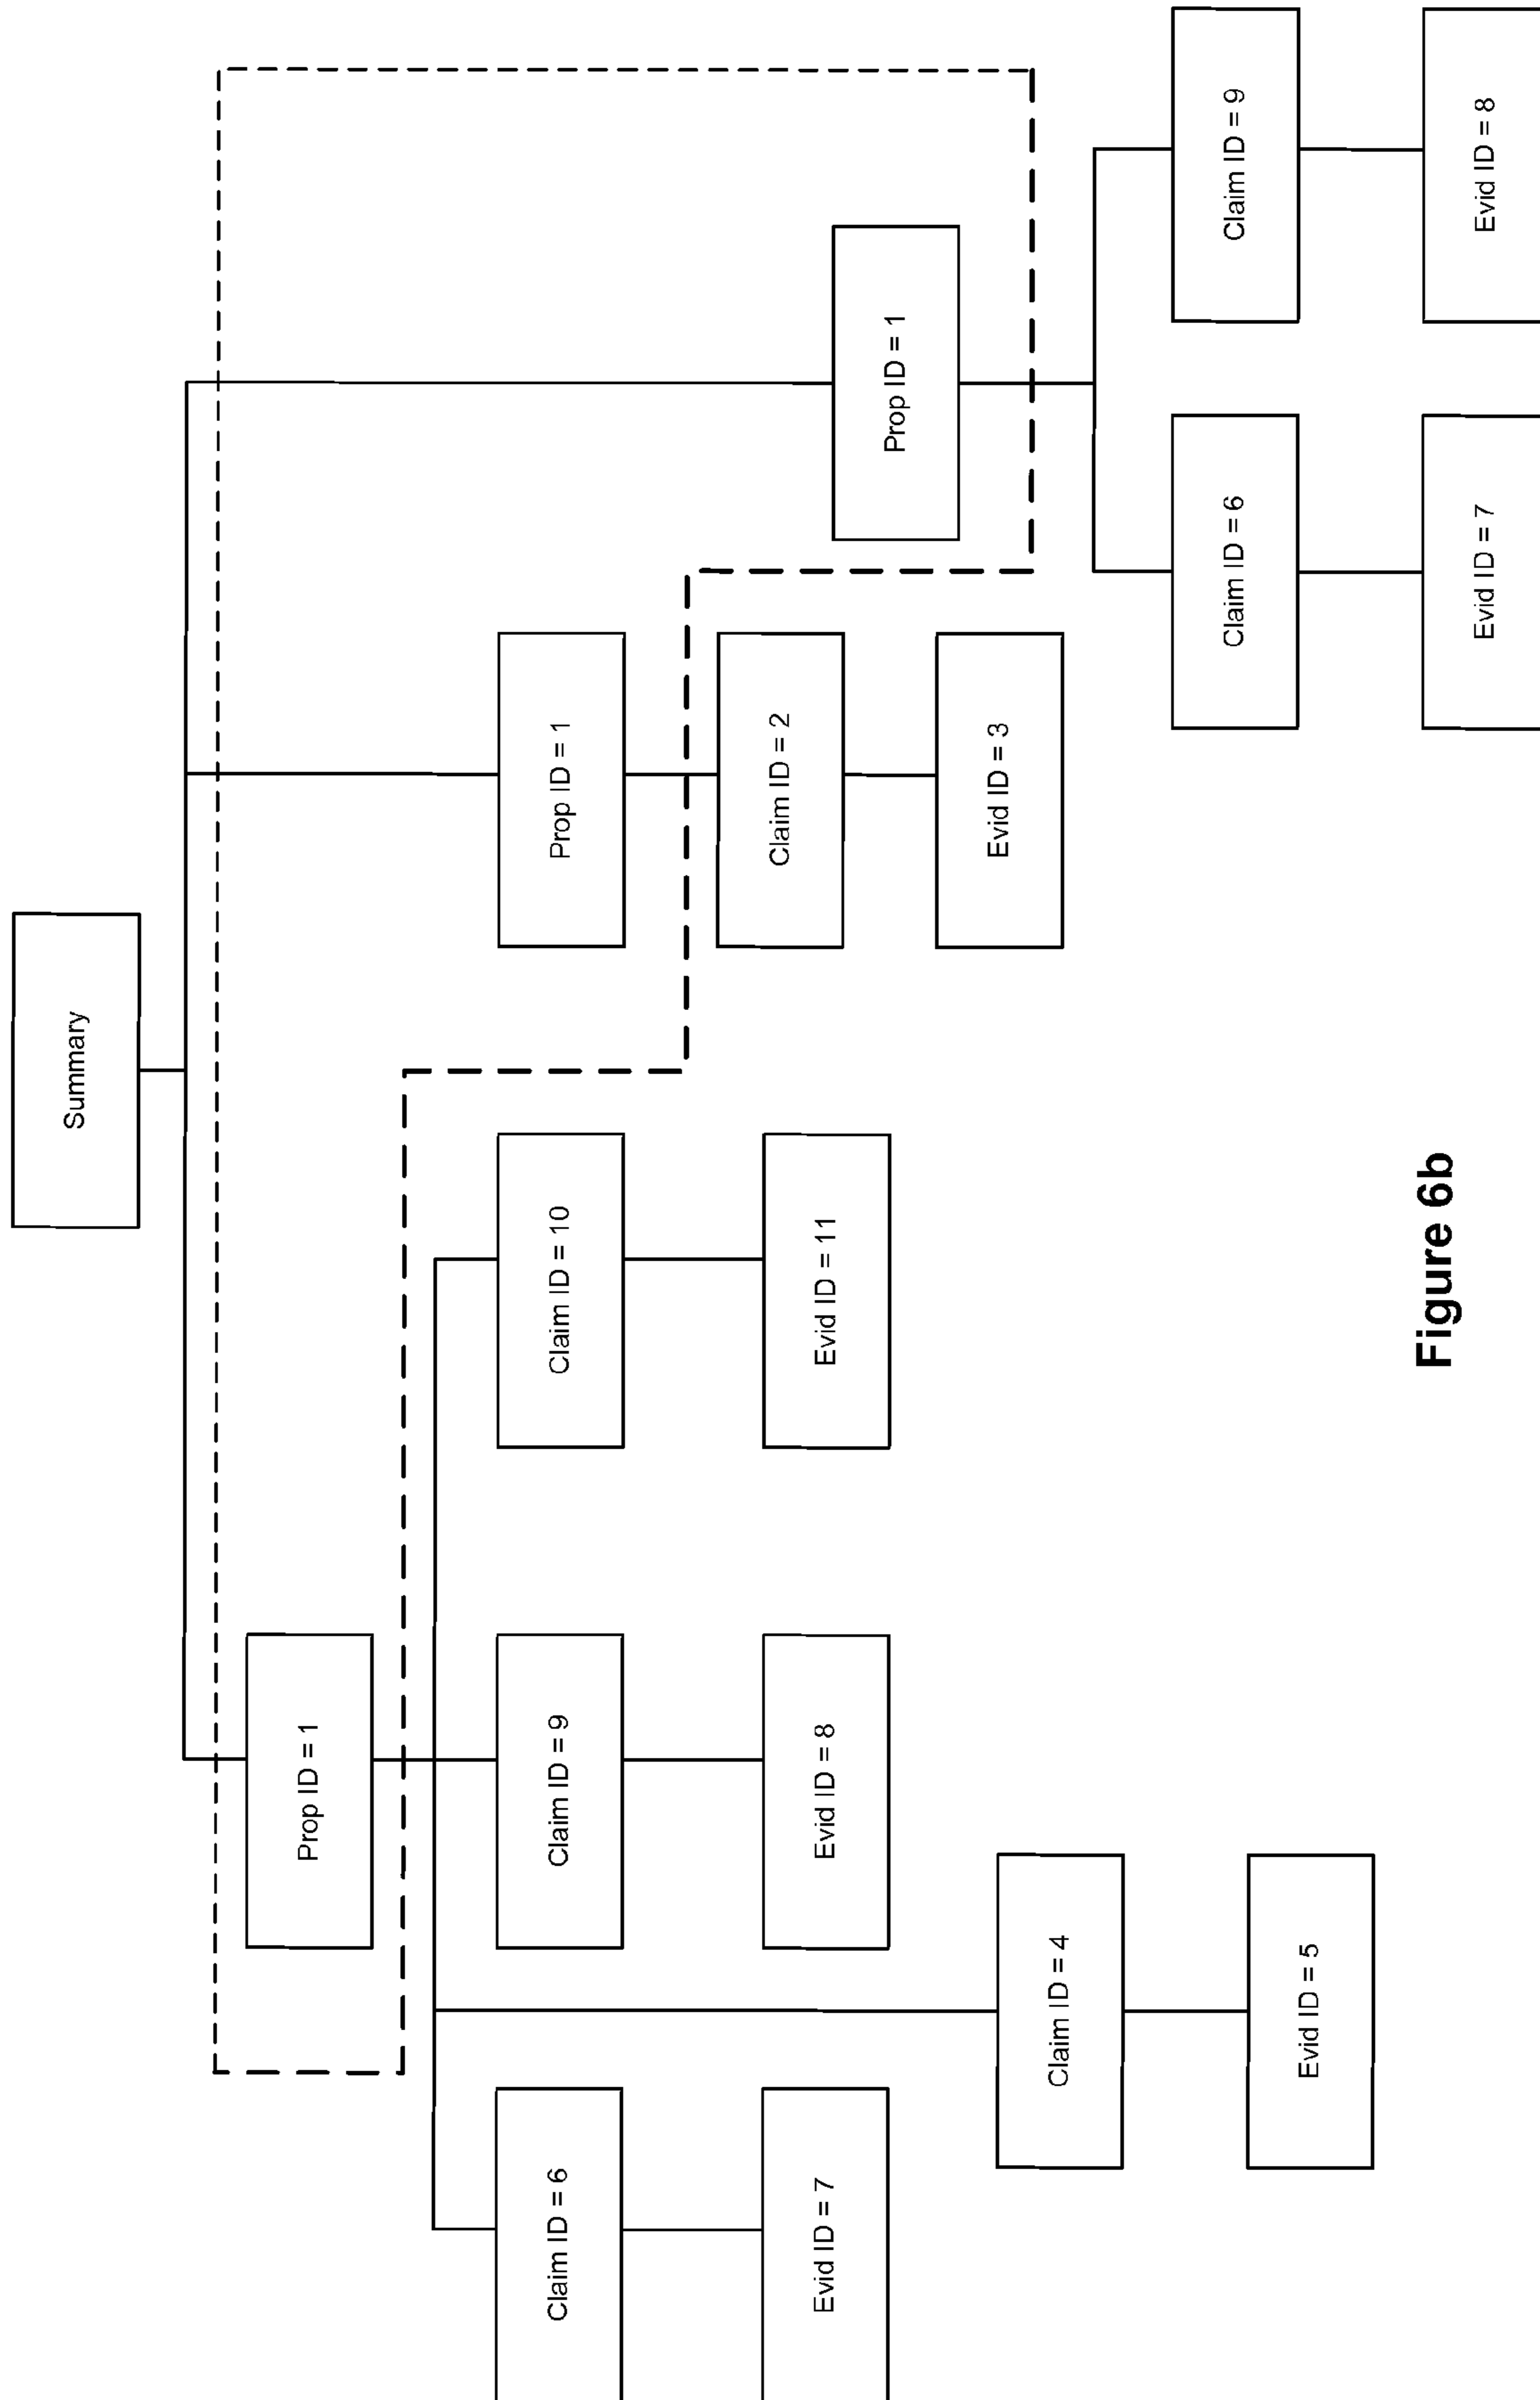 Summary
Prop ID = 1
Claim ID = 6
Claim ID = 9
Claim ID = 10
Prop ID = 1
Claim ID = 2
Evid ID = 7
Evid ID = 8
Evid ID = 11
Prop ID = 1
Evid ID = 3
Claim ID = 4
Claim ID = 6
Claim ID = 9
Evid ID = 5
Evid ID = 7
Evid ID = 8
Figure 6b